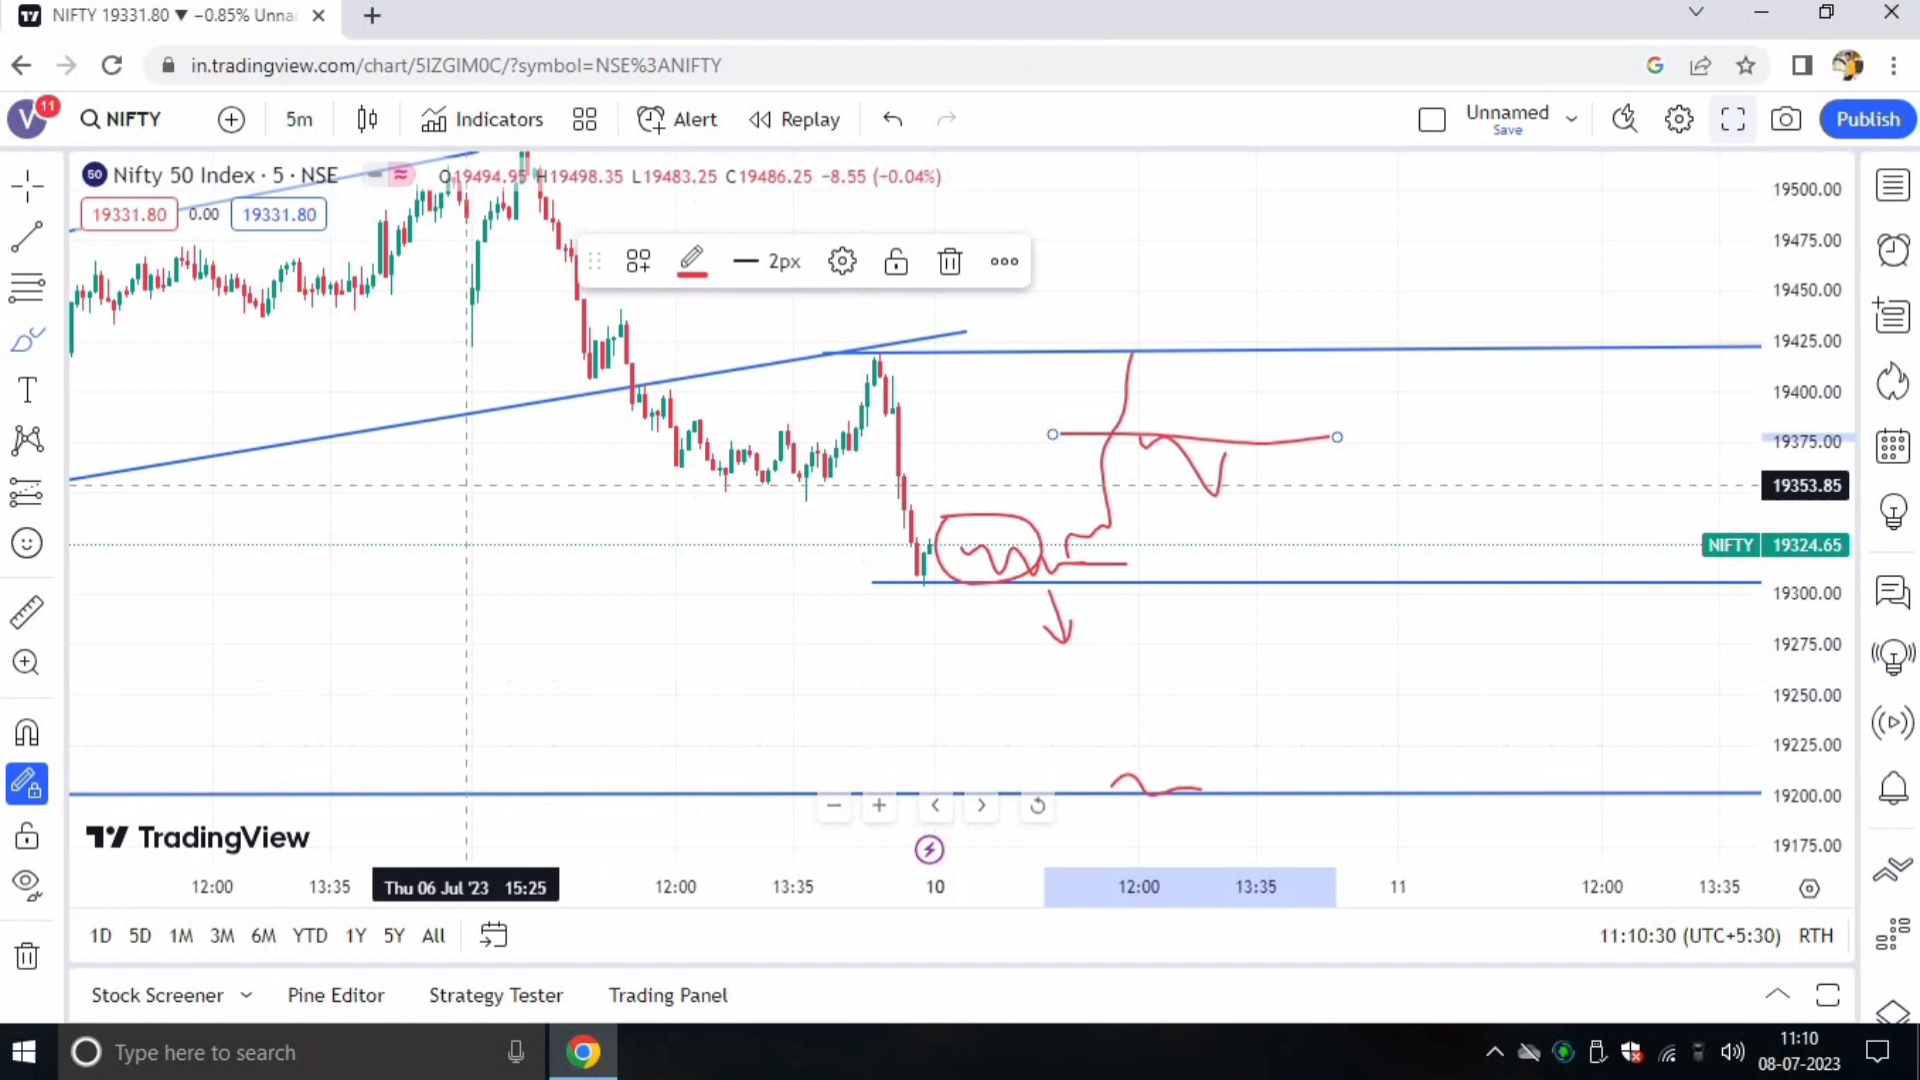 NIFTY 19331.80 ▼ −0.85% Unna
in.tradingview.com/chart/5IZGIM0C/?symbol=NSE%3ANIFTY
V 11 NIFTY 5m Indicators Alert Replay Unnamed Save Publish
50 Nifty 50 Index · 5 · NSE O19494.95 H19498.35 L19483.25 C19486.25 −8.55 (−0.04%)
19331.80 0.00 19331.80
2px
19500.00
19475.00
19450.00
19425.00
19400.00
19375.00
19353.85
NIFTY 19324.65
19300.00
19275.00
19250.00
19225.00
19200.00
19175.00
TradingView
12:00 13:35 Thu 06 Jul '23 15:25 12:00 13:35 10 12:00 13:35 11 12:00 13:35
1D 5D 1M 3M 6M YTD 1Y 5Y All 11:10:30 (UTC+5:30) RTH
Stock Screener Pine Editor Strategy Tester Trading Panel
Type here to search 11:10
08-07-2023